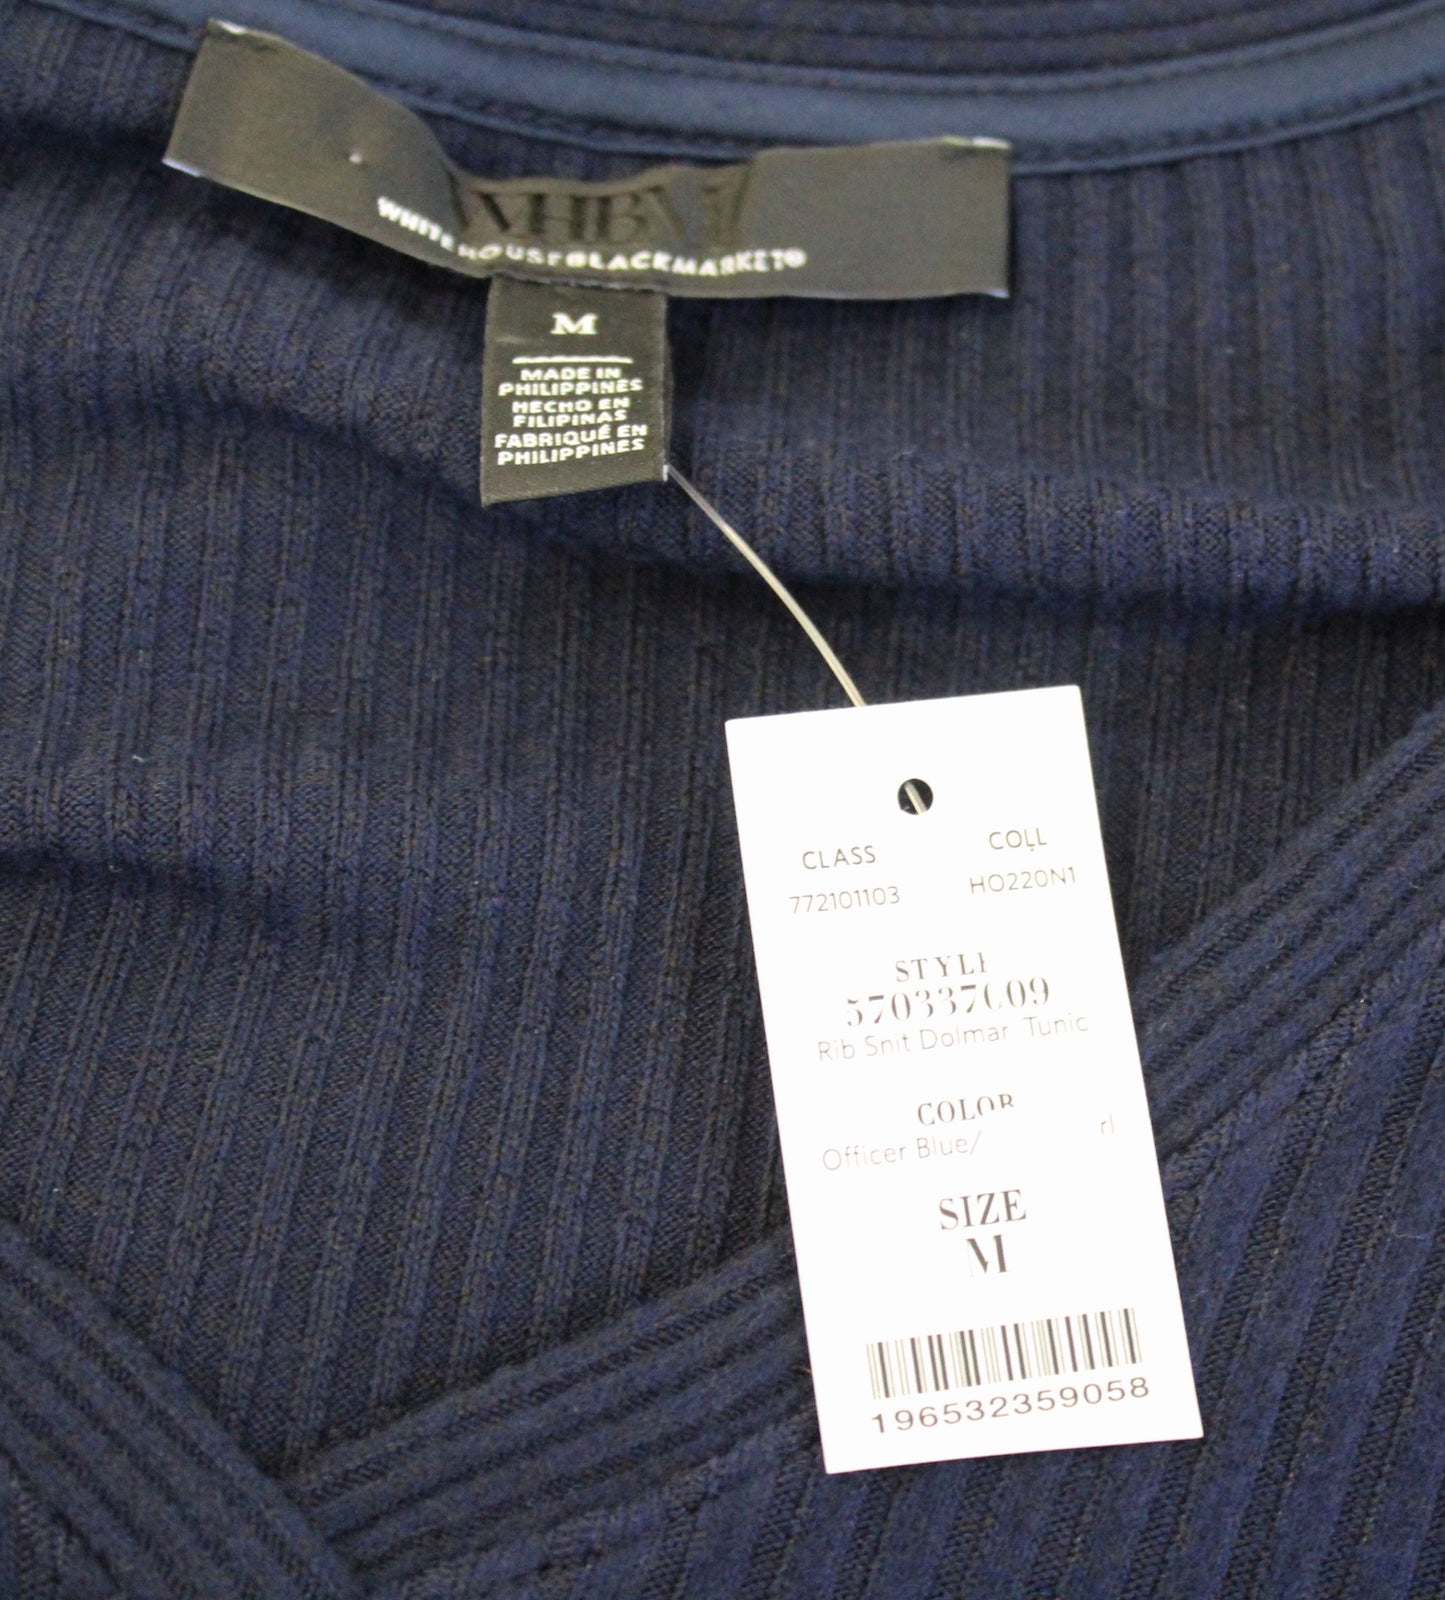 WHBM
WHITE HOUSE BLACK MARKET®
M
MADE IN
PHILIPPINES
HECHO EN
FILIPINAS
FABRIQUÉ EN
PHILIPPINES
CLASS COLL
772101103 HO220N1
STYLE
570337009
Rib Snit Dolmar Tunic
COLOR
Officer Blue/
SIZE
M
196532359058